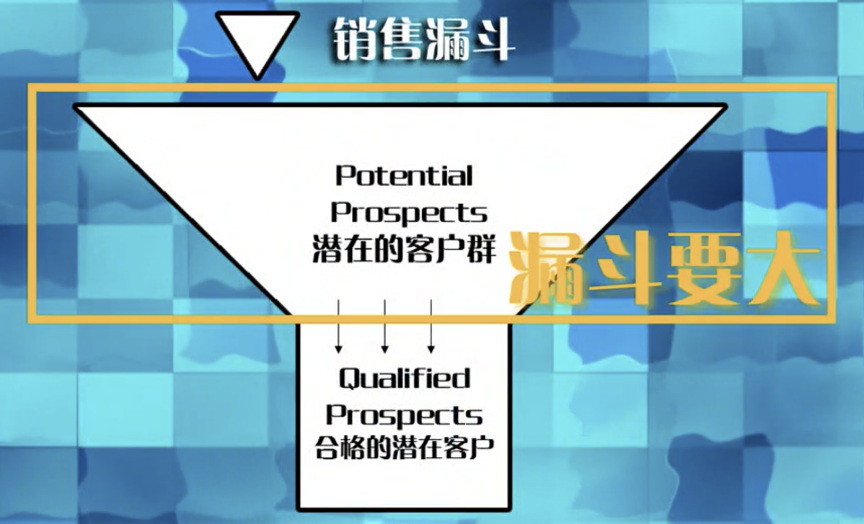 销售漏斗
Potential
Prospects
潜在的客户群
漏斗要大
Qualified
Prospects
合格的潜在客户